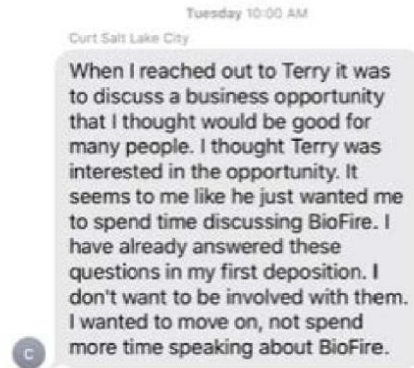 Tuesday 10:00 AM
Curt Salt Lake City
When I reached out to Terry it was
to discuss a business opportunity
that I thought would be good for
many people. I thought Terry was
interested in the opportunity. It
seems to me like he just wanted me
to spend time discussing BioFire. I
have already answered these
questions in my first deposition. I
don't want to be involved with them.
I wanted to move on, not spend
more time speaking about BioFire.
C